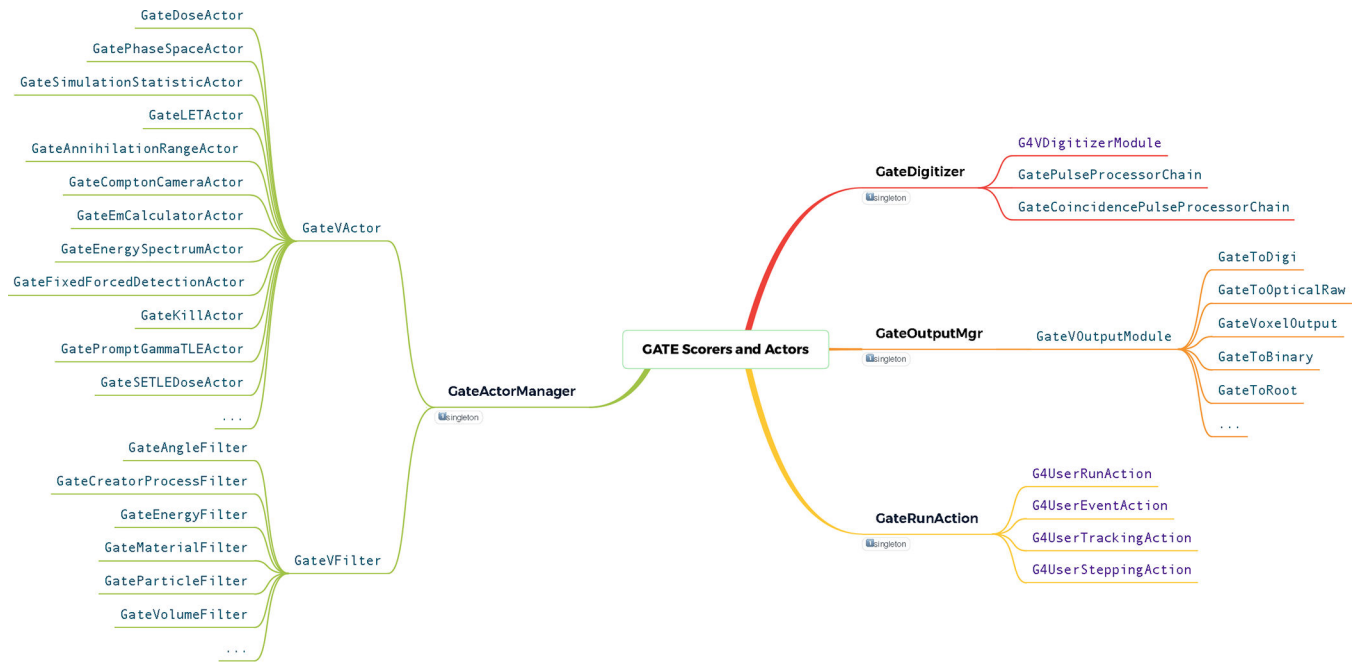 GATE Scorers and Actors
GateDigitizer
singleton
G4VDigitizerModule
GatePulseProcessorChain
GateCoincidencePulseProcessorChain
GateOutputMgr
singleton
GateVOutputModule
GateToDigi
GateToOpticalRaw
GateVoxelOutput
GateToBinary
GateToRoot
...
GateRunAction
singleton
G4UserRunAction
G4UserEventAction
G4UserTrackingAction
G4UserSteppingAction
GateActorManager
singleton
GateVActor
GateDoseActor
GatePhaseSpaceActor
GateSimulationStatisticActor
GateLETActor
GateAnnihilationRangeActor
GateComptonCameraActor
GateEmCalculatorActor
GateEnergySpectrumActor
GateFixedForcedDetectionActor
GateKillActor
GatePromptGammaTLEActor
GateSETLEDoseActor
...
GateVFilter
GateAngleFilter
GateCreatorProcessFilter
GateEnergyFilter
GateMaterialFilter
GateParticleFilter
GateVolumeFilter
...